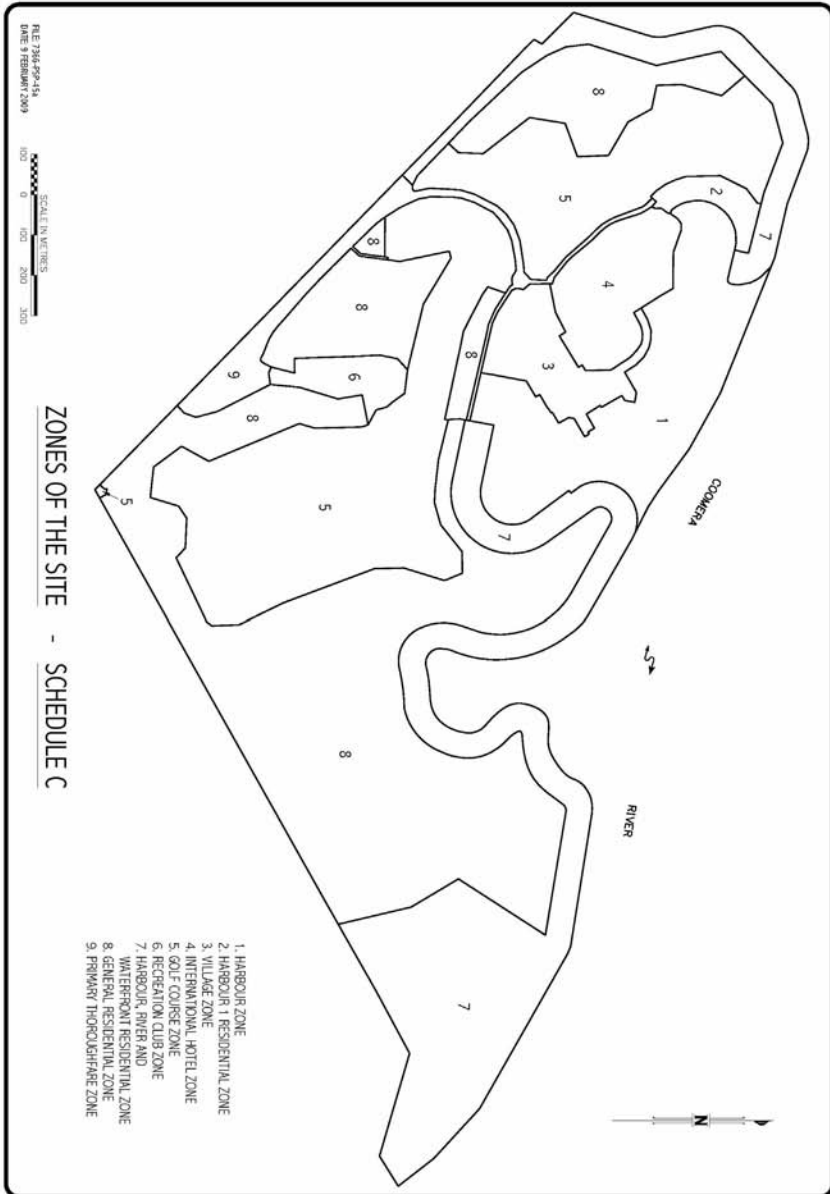 8
5
2
7
4
3
8
8
8
6
9
8
5
5
1
7
8
7
COOMERA
RIVER
N
1. HARBOUR ZONE
2. HARBOUR 1 RESIDENTIAL ZONE
3. VILLAGE ZONE
4. INTERNATIONAL HOTEL ZONE
5. GOLF COURSE ZONE
6. RECREATION CLUB ZONE
7. HARBOUR, RIVER AND
WATERFRONT RESIDENTIAL ZONE
8. GENERAL RESIDENTIAL ZONE
9. PRIMARY THOROUGHFARE ZONE
ZONES OF THE SITE - SCHEDULE C
SCALE IN METRES
100 0 100 200 300
FILE: 7366-PSP-45a
DATE: 9 FEBRUARY 2009